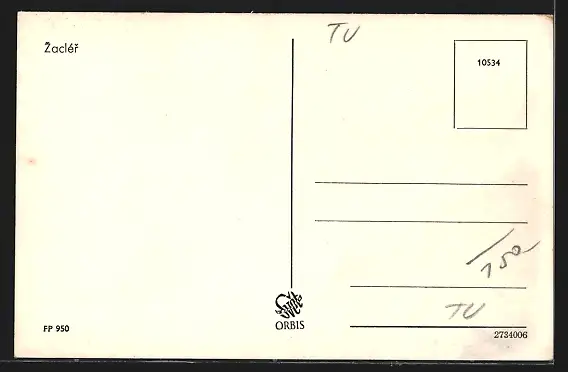 Žacléř
TU
10534
150
TU
ORBIS
FP 950
2734006